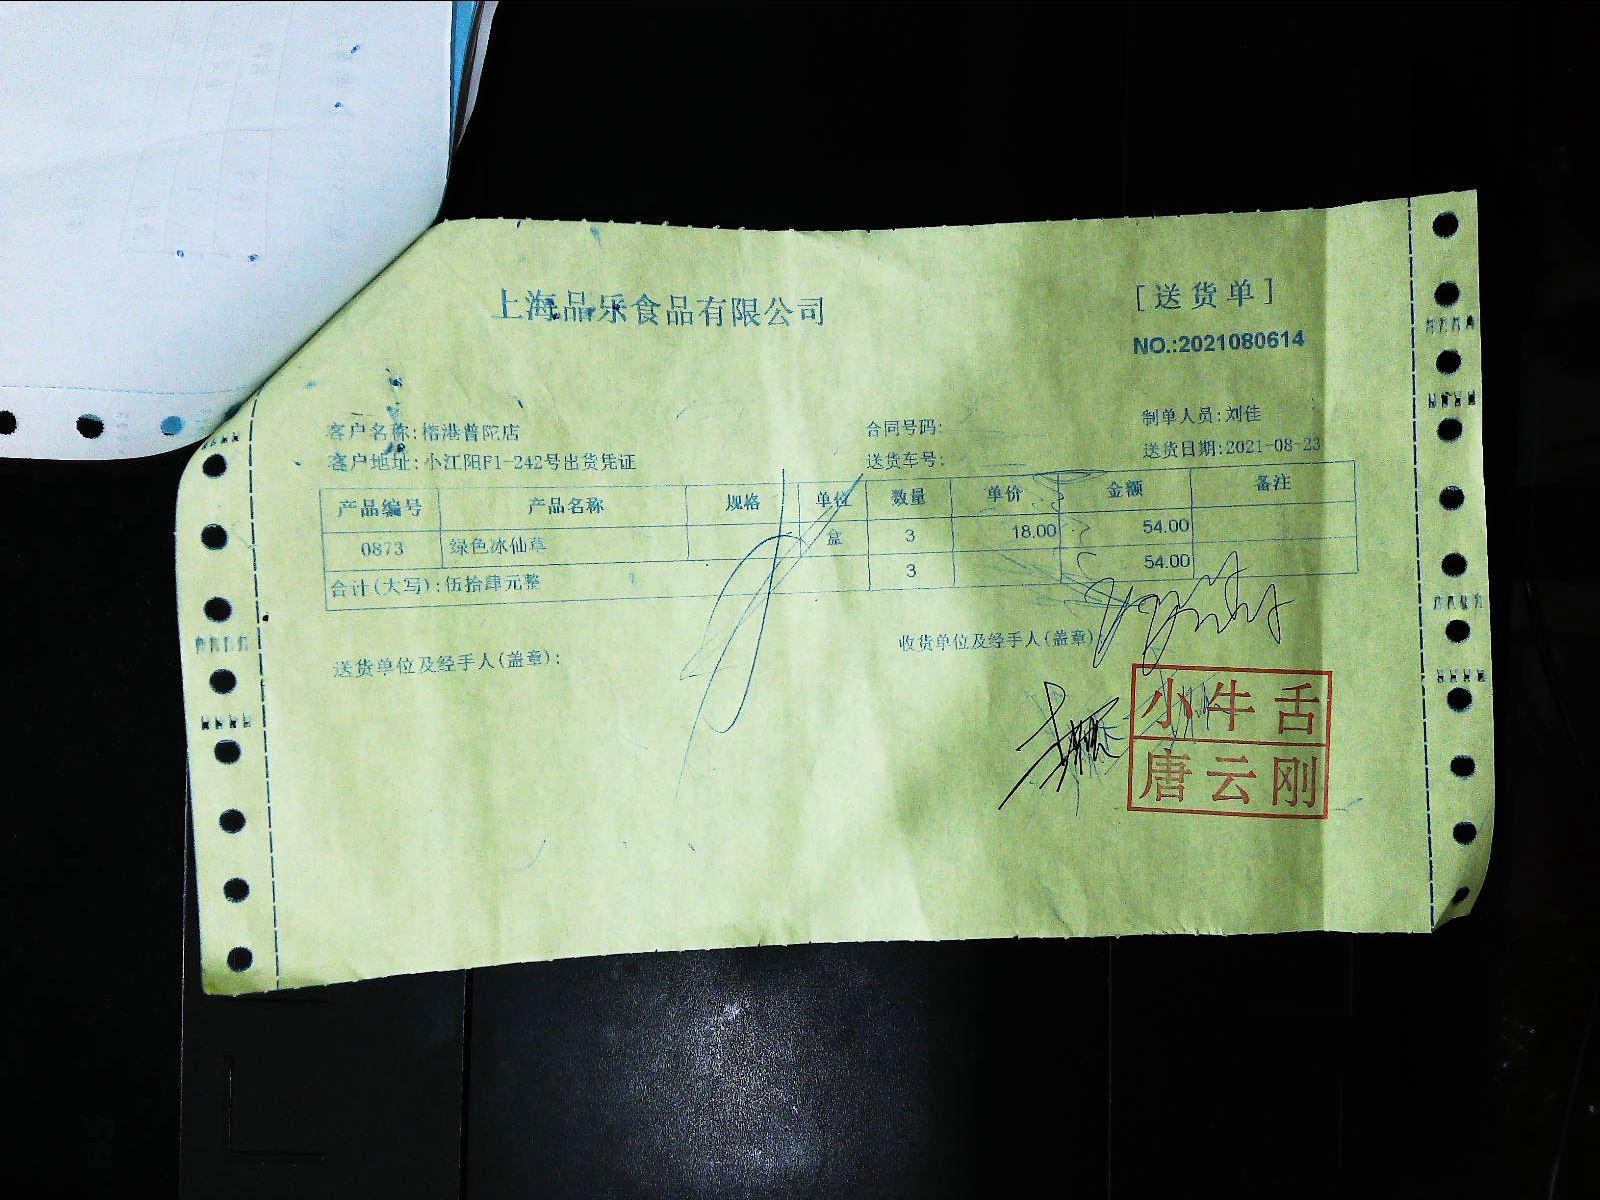 上海品乐食品有限公司
[送货单]
NO.:2021080614
客户名称:榕港普陀店
合同号码:
制单人员:刘佳
客户地址:小江阳F1-242号出货凭证
送货车号:
送货日期:2021-08-23
产品编号 产品名称 规格 单位 数量 单价 金额 备注
0873 绿色冰仙草 盒 3 18.00 54.00
合计(大写):伍拾肆元整 3 54.00
送货单位及经手人(盖章):
收货单位及经手人(盖章):
小牛舌
唐云刚